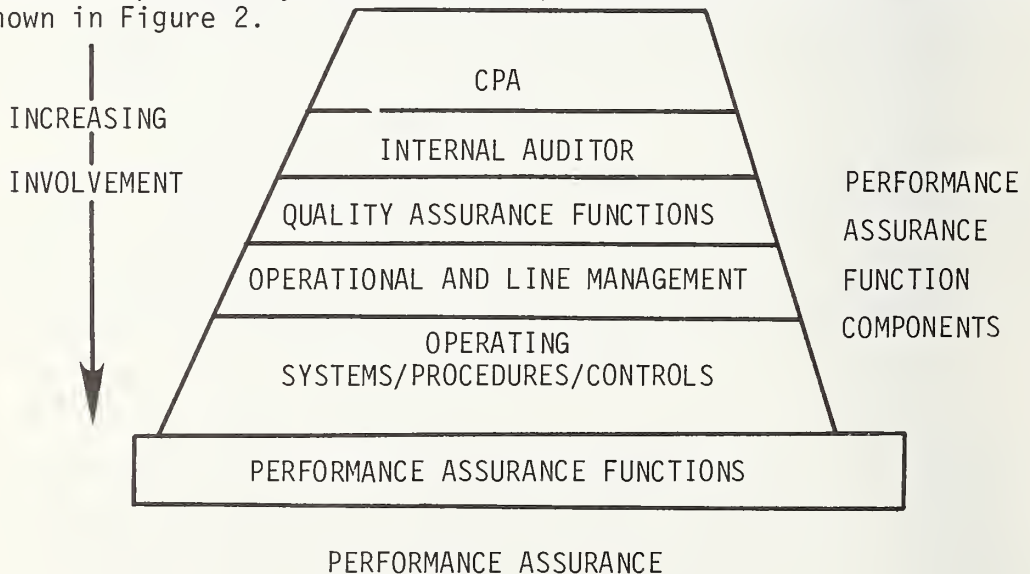 hown in Figure 2.
CPA
INCREASING
INTERNAL AUDITOR
INVOLVEMENT
PERFORMANCE
QUALITY ASSURANCE FUNCTIONS
ASSURANCE
OPERATIONAL AND LINE MANAGEMENT
FUNCTION
COMPONENTS
OPERATING
SYSTEMS/PROCEDURES/CONTROLS
PERFORMANCE ASSURANCE FUNCTIONS
PERFORMANCE ASSURANCE